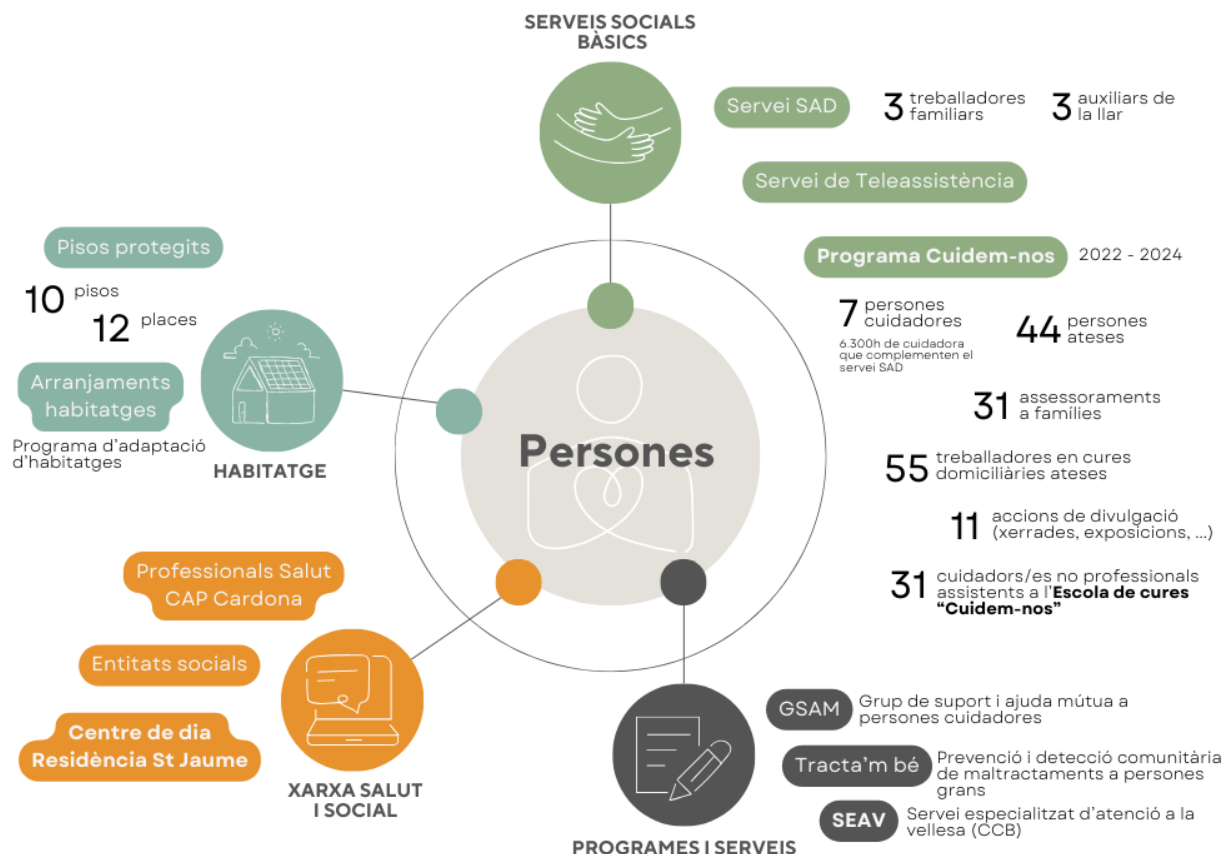 SERVEIS SOCIALS
BÀSICS
Servei SAD
3 treballadores
familiars
3 auxiliars de
la llar
Servei de Teleassistència
Programa Cuidem-nos
2022 - 2024
7 persones
cuidadores
6.300h de cuidadora
que complementen el
servei SAD
44 persones
ateses
31 assessoraments
a famílies
55 treballadores en cures
domiciliàries ateses
11 accions de divulgació
(xerrades, exposicions, ...)
31 cuidadors/es no professionals
assistents a l'Escola de cures
“Cuidem-nos”
Pisos protegits
10 pisos
12 places
Arranjaments
habitatges
Programa d'adaptació
d'habitatges
HABITATGE
Persones
Professionals Salut
CAP Cardona
Entitats socials
Centre de dia
Residència St Jaume
XARXA SALUT
I SOCIAL
GSAM
Grup de suport i ajuda mútua a
persones cuidadores
Tracta'm bé
Prevenció i detecció comunitària
de maltractaments a persones
grans
SEAV
Servei especialitzat d'atenció a la
vellesa (CCB)
PROGRAMES I SERVEIS